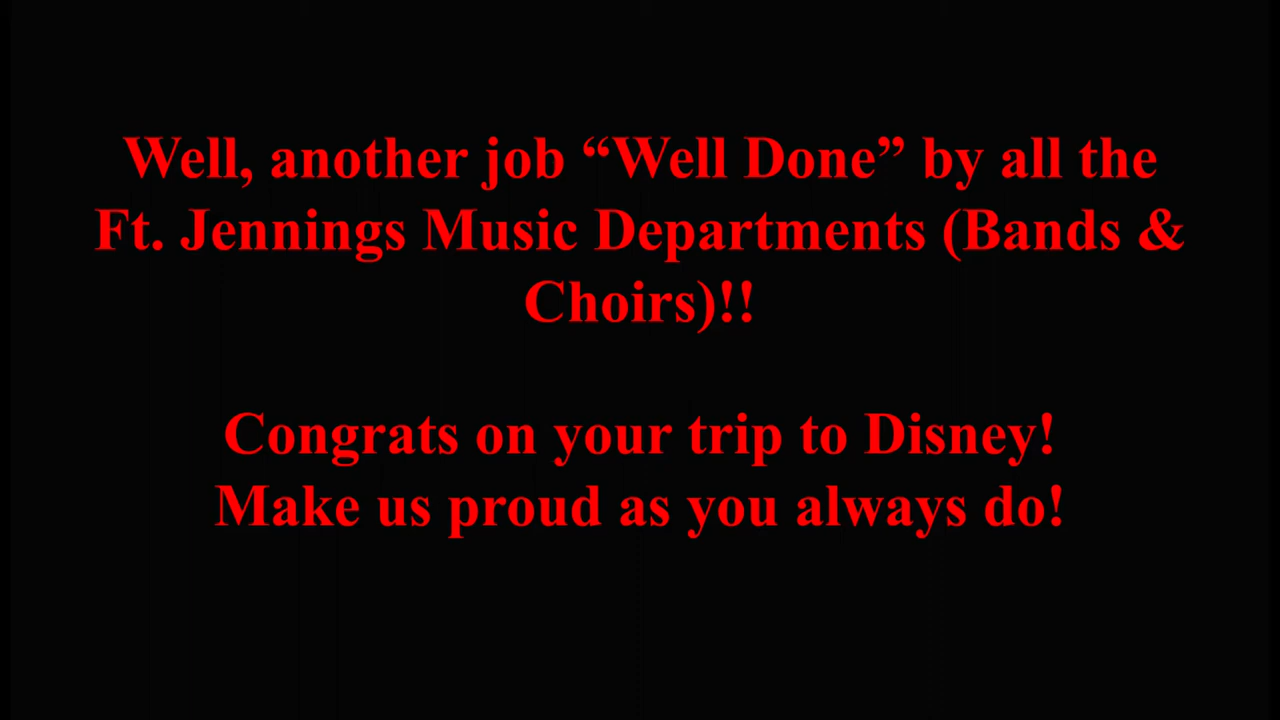 Well, another job “Well Done” by all the
Ft. Jennings Music Departments (Bands &
Choirs)!!
Congrats on your trip to Disney!
Make us proud as you always do!